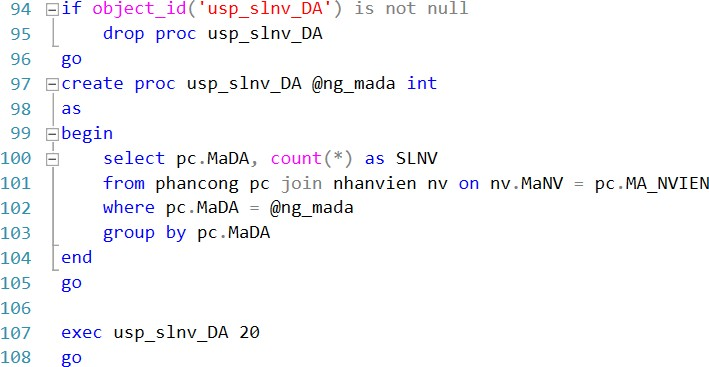 94 if object_id('usp_slnv_DA') is not null
95     drop proc usp_slnv_DA
96 go
97 create proc usp_slnv_DA @ng_mada int
98 as
99 begin
100     select pc.MaDA, count(*) as SLNV
101     from phancong pc join nhanvien nv on nv.MaNV = pc.MA_NVIEN
102     where pc.MaDA = @ng_mada
103     group by pc.MaDA
104 end
105 go
106
107 exec usp_slnv_DA 20
108 go